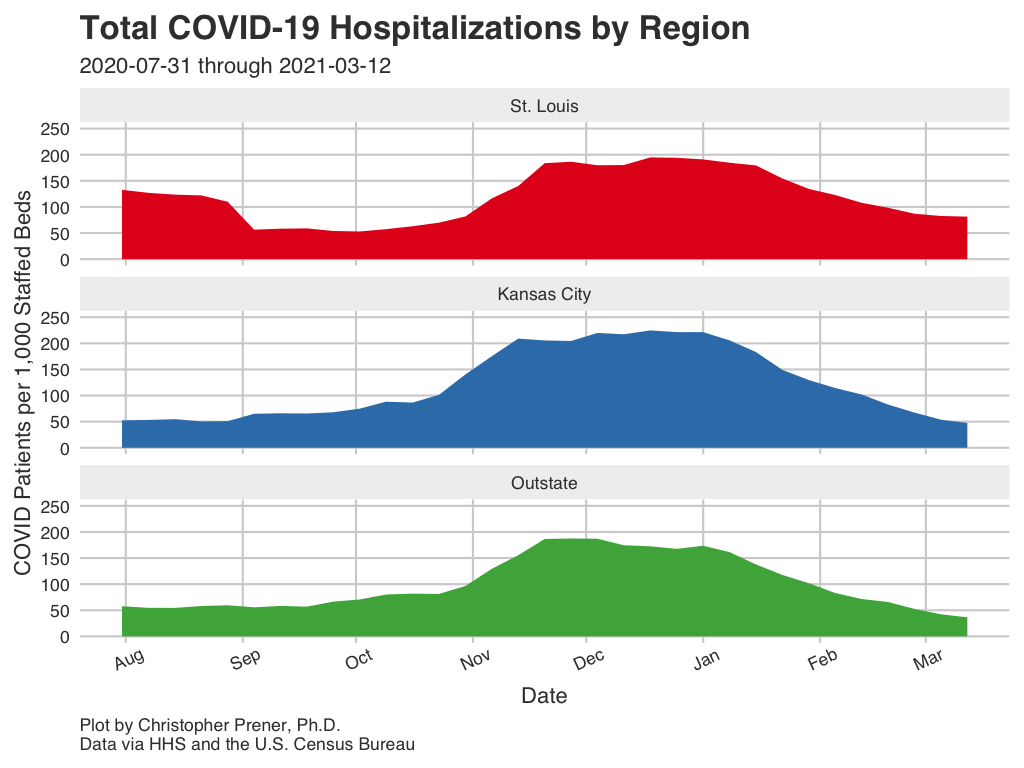 Total COVID-19 Hospitalizations by Region
2020-07-31 through 2021-03-12
COVID Patients per 1,000 Staffed Beds
St. Louis
250
200
150
100
50
0
Kansas City
250
200
150
100
50
0
Outstate
250
200
150
100
50
0
Aug Sep Oct Nov Dec Jan Feb Mar
Date
Plot by Christopher Prener, Ph.D.
Data via HHS and the U.S. Census Bureau